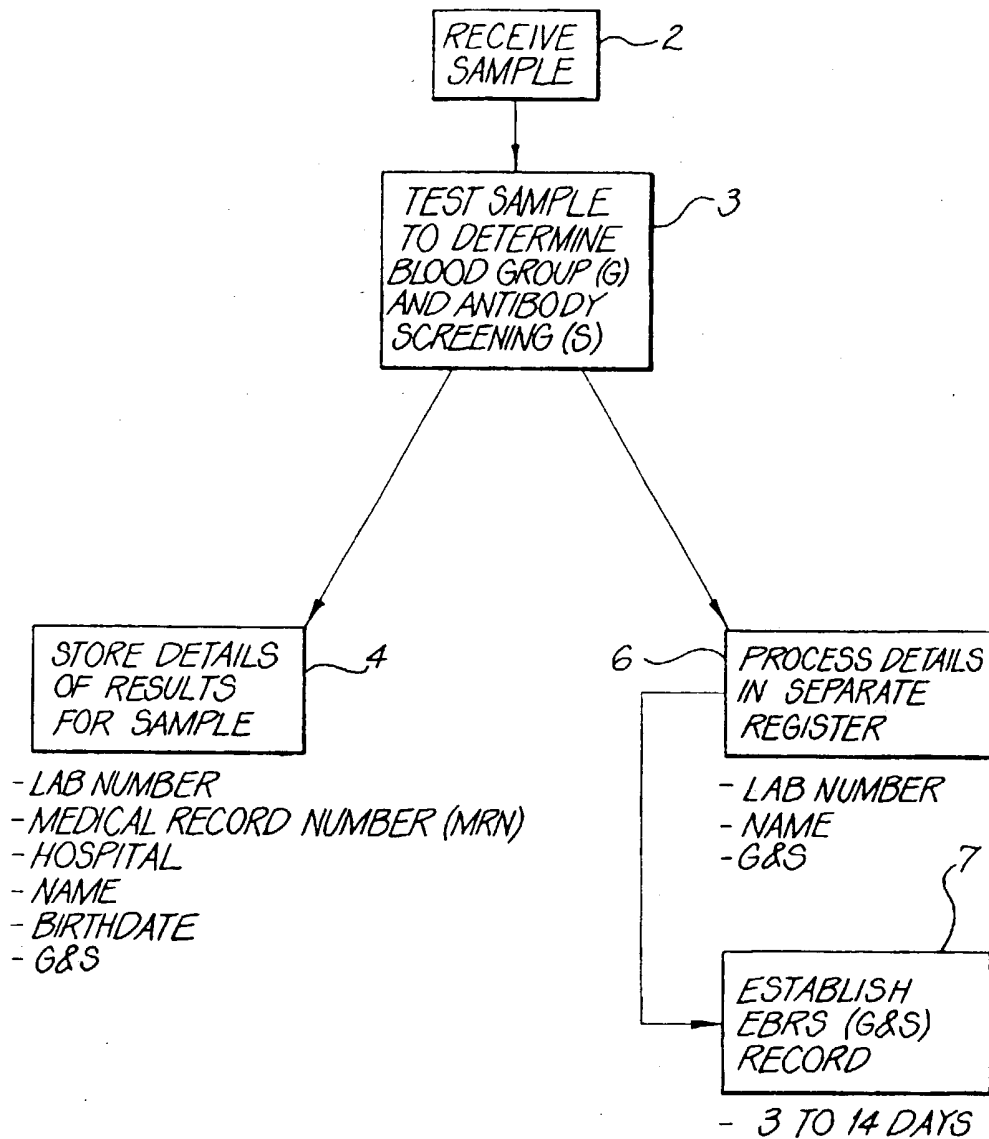 RECEIVE
SAMPLE
2
TEST SAMPLE
TO DETERMINE
BLOOD GROUP (G)
AND ANTIBODY
SCREENING (S)
3
STORE DETAILS
OF RESULTS
FOR SAMPLE
4
- LAB NUMBER
- MEDICAL RECORD NUMBER (MRN)
- HOSPITAL
- NAME
- BIRTHDATE
- G&S
6
PROCESS DETAILS
IN SEPARATE
REGISTER
- LAB NUMBER
- NAME
- G&S
7
ESTABLISH
EBRS (G&S)
RECORD
- 3 TO 14 DAYS